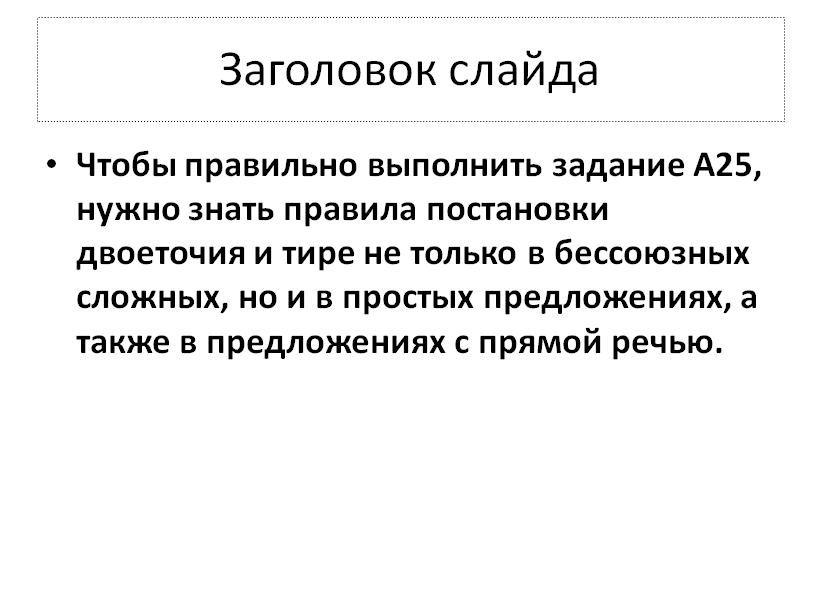 Заголовок слайда
• Чтобы правильно выполнить задание А25,
нужно знать правила постановки
двоеточия и тире не только в бессоюзных
сложных, но и в простых предложениях, а
также в предложениях с прямой речью.